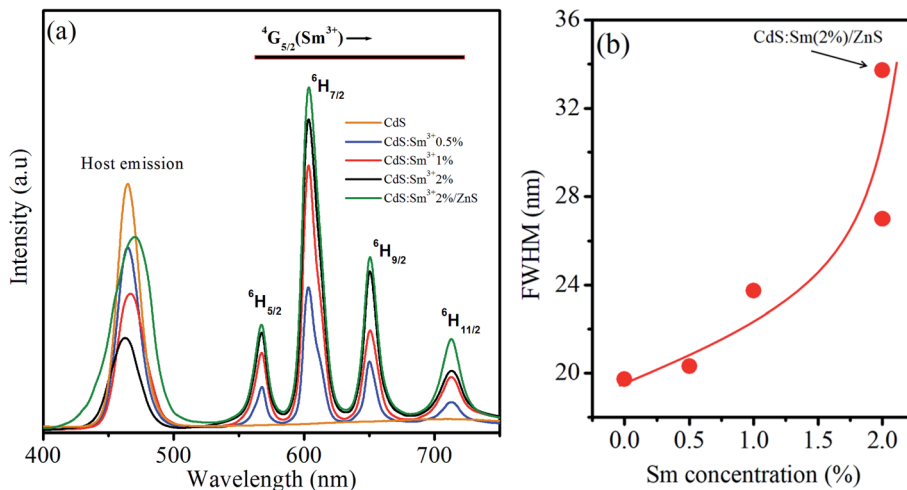 (a)
⁴G₅/₂(Sm³⁺)
⁶H₇/₂
Host emission
CdS
CdS:Sm³⁺0.5%
CdS:Sm³⁺1%
CdS:Sm³⁺2%
CdS:Sm³⁺2%/ZnS
⁶H₉/₂
⁶H₅/₂
⁶H₁₁/₂
Intensity (a.u)
400 500 600 700
Wavelength (nm)
(b)
CdS:Sm(2%)/ZnS
36
32
28
24
20
FWHM (nm)
0.0 0.5 1.0 1.5 2.0
Sm concentration (%)